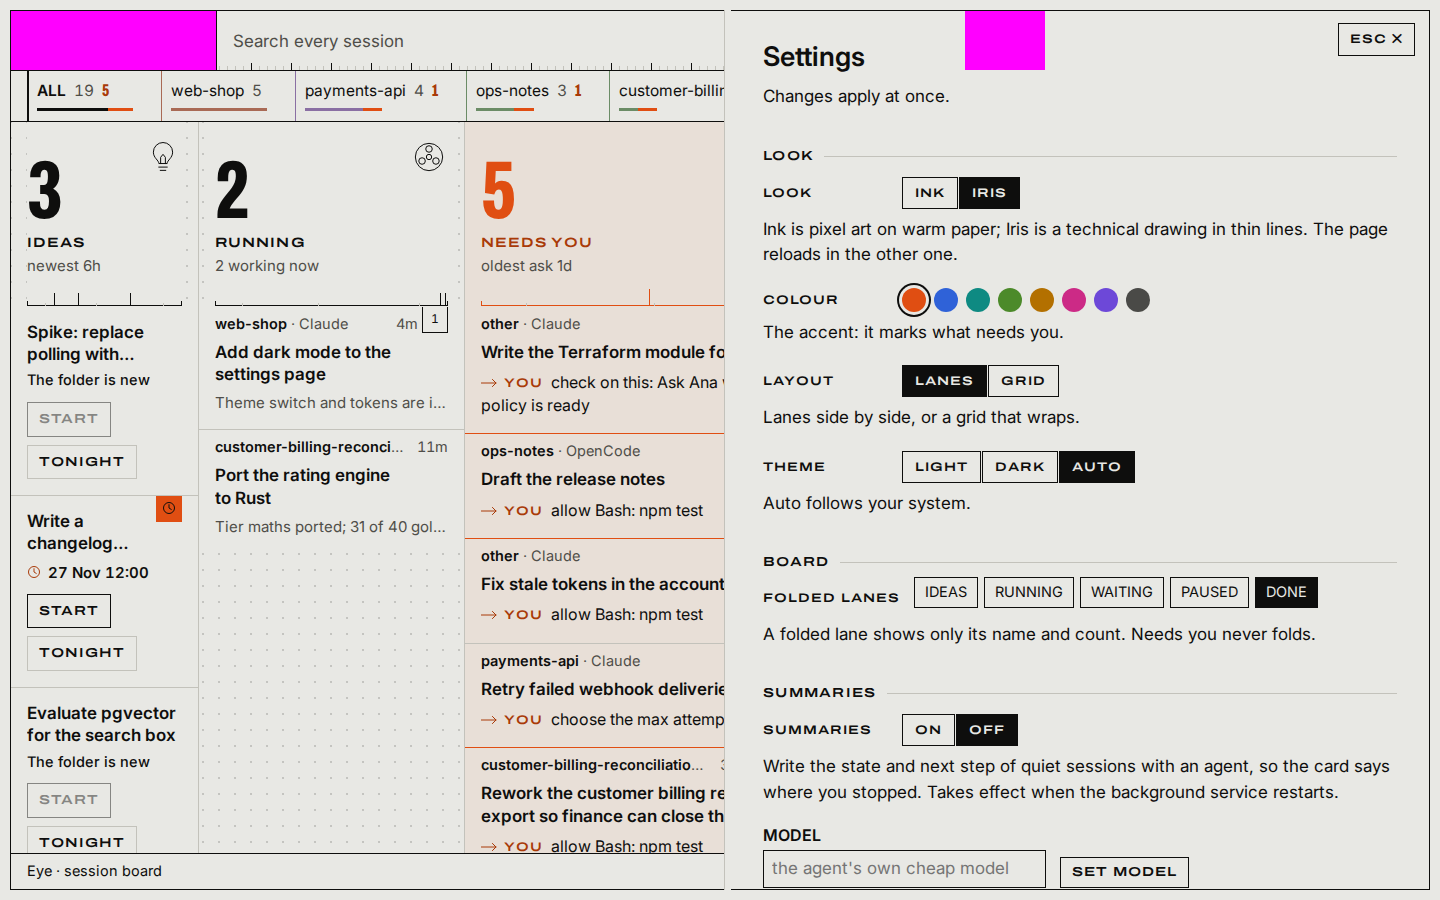 Search every session
ALL 19 5
web-shop 5
payments-api 4 1
ops-notes 3 1
3
IDEAS
newest 6h
Spike: replace
polling with…
The folder is new
START
TONIGHT
Write a
changelog…
27 Nov 12:00
START
TONIGHT
Evaluate pgvector
for the search box
The folder is new
START
TONIGHT
2
RUNNING
2 working now
web-shop · Claude 4m 1
Add dark mode to the
settings page
Theme switch and tokens are i…
customer-billing-reconci… 11m
Port the rating engine
to Rust
Tier maths ported; 31 of 40 gol…
5
NEEDS YOU
oldest ask 1d
other · Claude
Write the Terraform module
→ YOU check on this: Ask Ana
policy is ready
ops-notes · OpenCode
Draft the release notes
→ YOU allow Bash: npm test
other · Claude
Fix stale tokens in the account
→ YOU allow Bash: npm test
payments-api · Claude
Retry failed webhook
→ YOU choose the max
customer-billing-reconciliatio…
Rework the customer billing
export so finance can close
→ YOU allow Bash: npm test
Eye · session board
Settings
ESC ✕
Changes apply at once.
LOOK
LOOK INK IRIS
Ink is pixel art on warm paper; Iris is a technical drawing in thin lines. The page
reloads in the other one.
COLOUR
The accent: it marks what needs you.
LAYOUT LANES GRID
Lanes side by side, or a grid that wraps.
THEME LIGHT DARK AUTO
Auto follows your system.
BOARD
FOLDED LANES IDEAS RUNNING WAITING PAUSED DONE
A folded lane shows only its name and count. Needs you never folds.
SUMMARIES
SUMMARIES ON OFF
Write the state and next step of quiet sessions with an agent, so the card says
where you stopped. Takes effect when the background service restarts.
MODEL
the agent's own cheap model SET MODEL